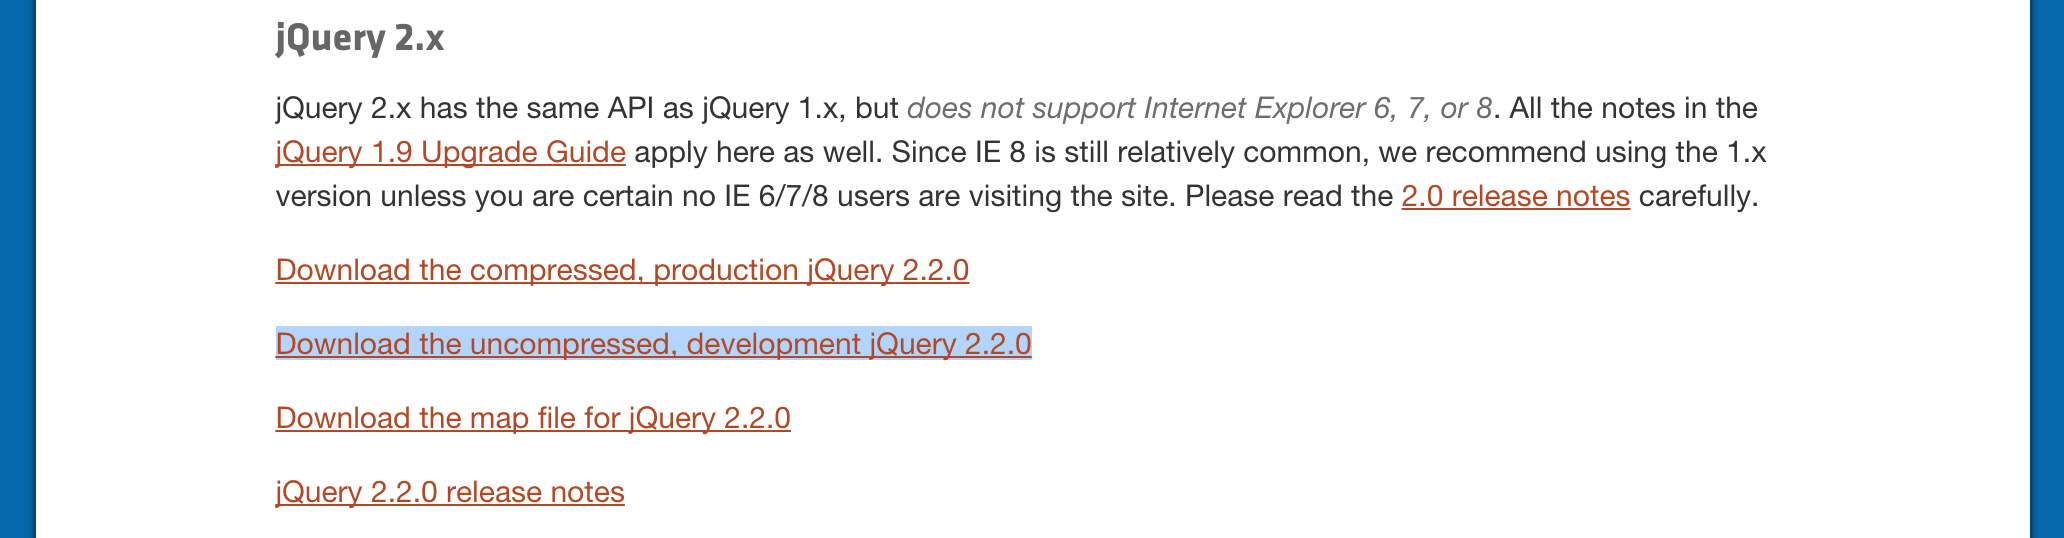 jQuery 2.x
jQuery 2.x has the same API as jQuery 1.x, but does not support Internet Explorer 6, 7, or 8. All the notes in the
jQuery 1.9 Upgrade Guide apply here as well. Since IE 8 is still relatively common, we recommend using the 1.x
version unless you are certain no IE 6/7/8 users are visiting the site. Please read the 2.0 release notes carefully.
Download the compressed, production jQuery 2.2.0
Download the uncompressed, development jQuery 2.2.0
Download the map file for jQuery 2.2.0
jQuery 2.2.0 release notes